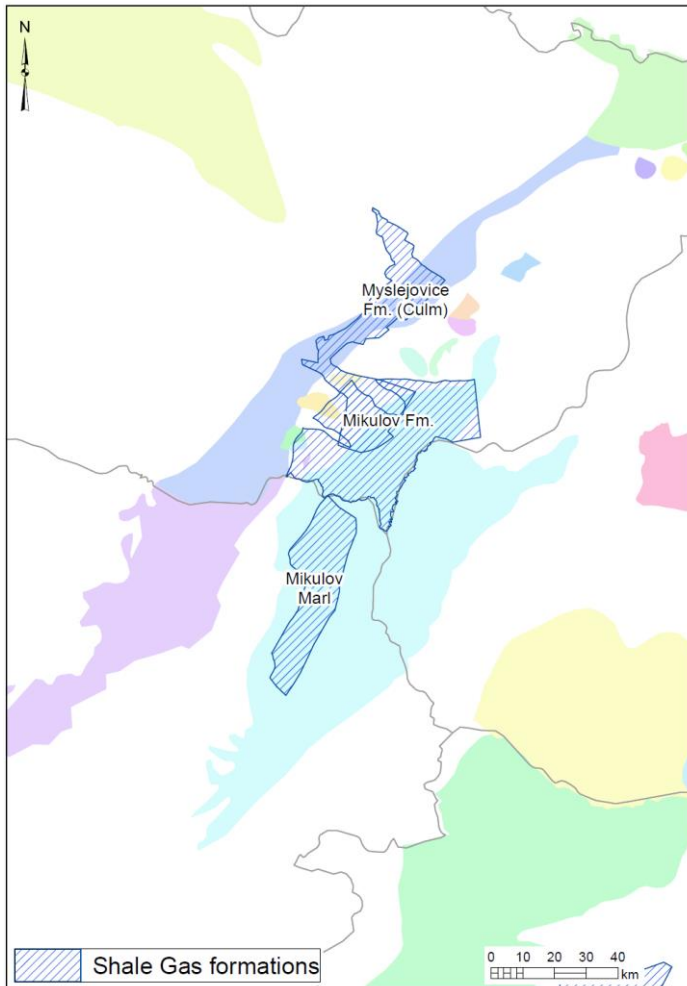 N
Myslejovice
Fm. (Culm)
Mikulov Fm.
Mikulov
Marl
Shale Gas formations
0 10 20 30 40
km